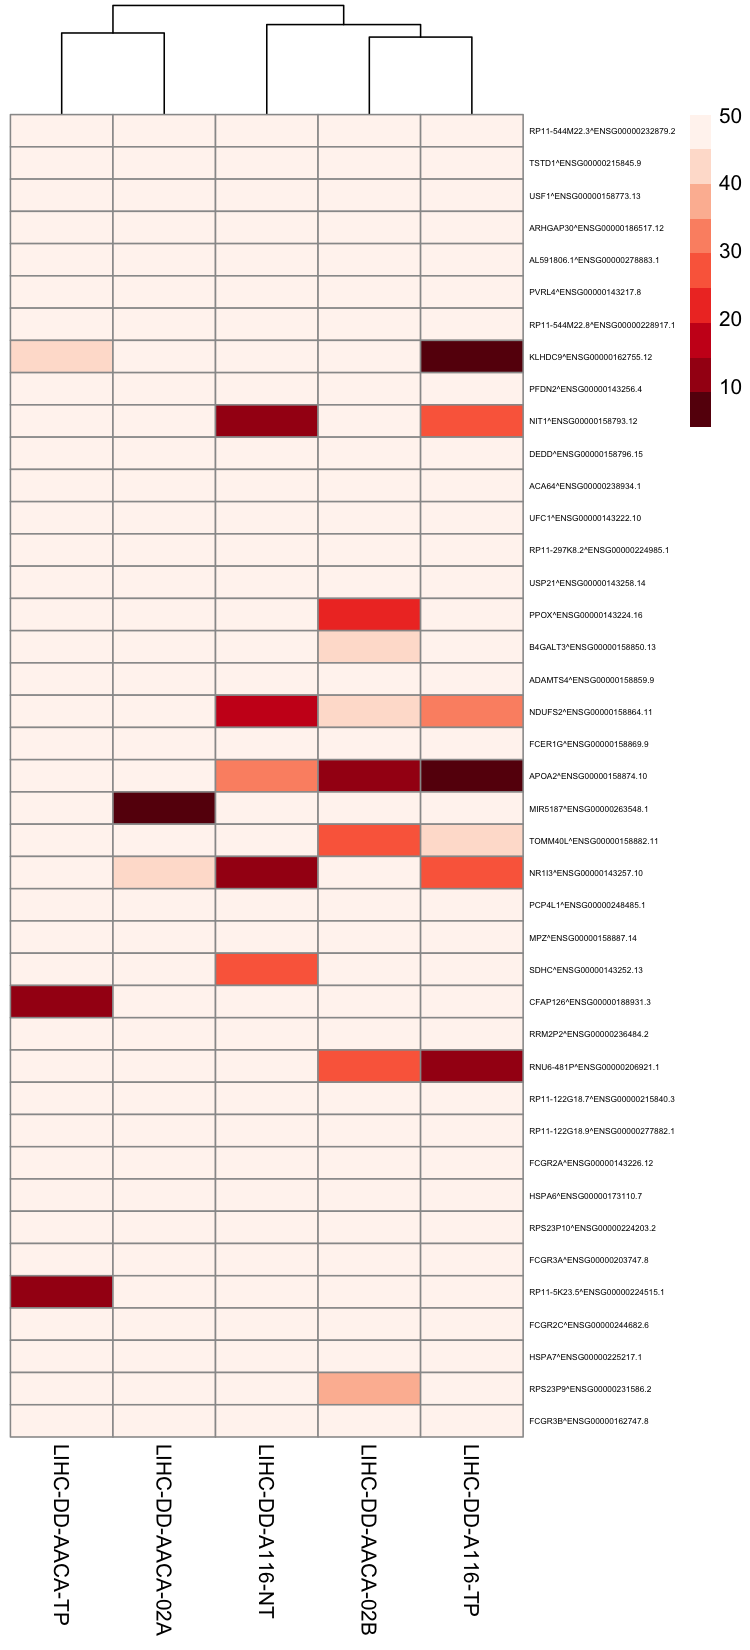 50
40
30
20
10
RP11-544M22.3^ENSG00000232879.2
TSTD1^ENSG00000215845.9
USF1^ENSG00000158773.13
ARHGAP30^ENSG00000186517.12
AL591806.1^ENSG00000278883.1
PVRL4^ENSG00000143217.8
RP11-544M22.8^ENSG00000228917.1
KLHDC9^ENSG00000162755.12
PFDN2^ENSG00000143256.4
NIT1^ENSG00000158793.12
DEDD^ENSG00000158796.15
ACA64^ENSG00000238934.1
UFC1^ENSG00000143222.10
RP11-297K8.2^ENSG00000224985.1
USP21^ENSG00000143258.14
PPOX^ENSG00000143224.16
B4GALT3^ENSG00000158850.13
ADAMTS4^ENSG00000158859.9
NDUFS2^ENSG00000158864.11
FCER1G^ENSG00000158869.9
APOA2^ENSG00000158874.10
MIR5187^ENSG00000263548.1
TOMM40L^ENSG00000158882.11
NR1I3^ENSG00000143257.10
PCP4L1^ENSG00000248485.1
MPZ^ENSG00000158887.14
SDHC^ENSG00000143252.13
CFAP126^ENSG00000188931.3
RRM2P2^ENSG00000236484.2
RNU6-481P^ENSG00000206921.1
RP11-122G18.7^ENSG00000215840.3
RP11-122G18.9^ENSG00000277882.1
FCGR2A^ENSG00000143226.12
HSPA6^ENSG00000173110.7
RPS23P10^ENSG00000224203.2
FCGR3A^ENSG00000203747.8
RP11-5K23.5^ENSG00000224515.1
FCGR2C^ENSG00000244682.6
HSPA7^ENSG00000225217.1
RPS23P9^ENSG00000231586.2
FCGR3B^ENSG00000162747.8
LIHC-DD-AACA-TP
LIHC-DD-AACA-02A
LIHC-DD-A116-NT
LIHC-DD-AACA-02B
LIHC-DD-A116-TP